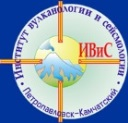 Институт вулканологии и сейсмологии
ИВиС
Петропавловск-Камчатский